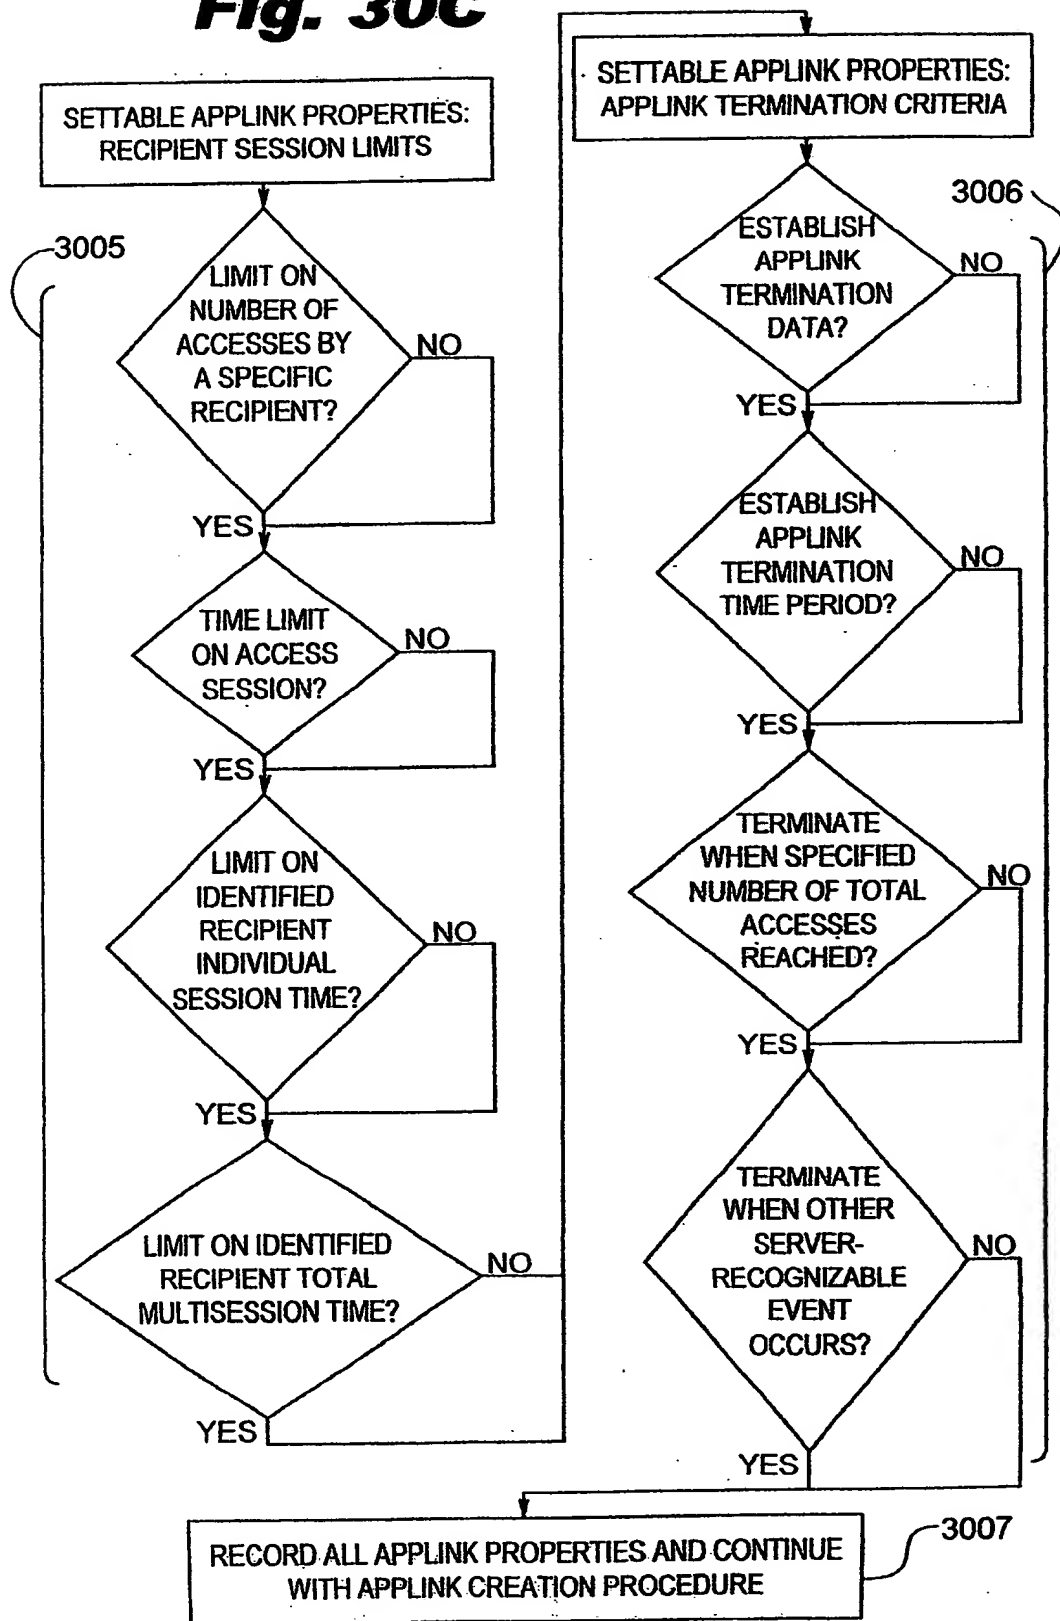 Fig. 30C
SETTABLE APPLINK PROPERTIES:
RECIPIENT SESSION LIMITS
3005
LIMIT ON
NUMBER OF
ACCESSES BY
A SPECIFIC
RECIPIENT?
NO
YES
TIME LIMIT
ON ACCESS
SESSION?
NO
YES
LIMIT ON
IDENTIFIED
RECIPIENT
INDIVIDUAL
SESSION TIME?
NO
YES
LIMIT ON IDENTIFIED
RECIPIENT TOTAL
MULTISESSION TIME?
NO
YES
SETTABLE APPLINK PROPERTIES:
APPLINK TERMINATION CRITERIA
3006
ESTABLISH
APPLINK
TERMINATION
DATA?
NO
YES
ESTABLISH
APPLINK
TERMINATION
TIME PERIOD?
NO
YES
TERMINATE
WHEN SPECIFIED
NUMBER OF TOTAL
ACCESSES
REACHED?
NO
YES
TERMINATE
WHEN OTHER
SERVER-
RECOGNIZABLE
EVENT
OCCURS?
NO
YES
RECORD ALL APPLINK PROPERTIES AND CONTINUE
WITH APPLINK CREATION PROCEDURE
3007